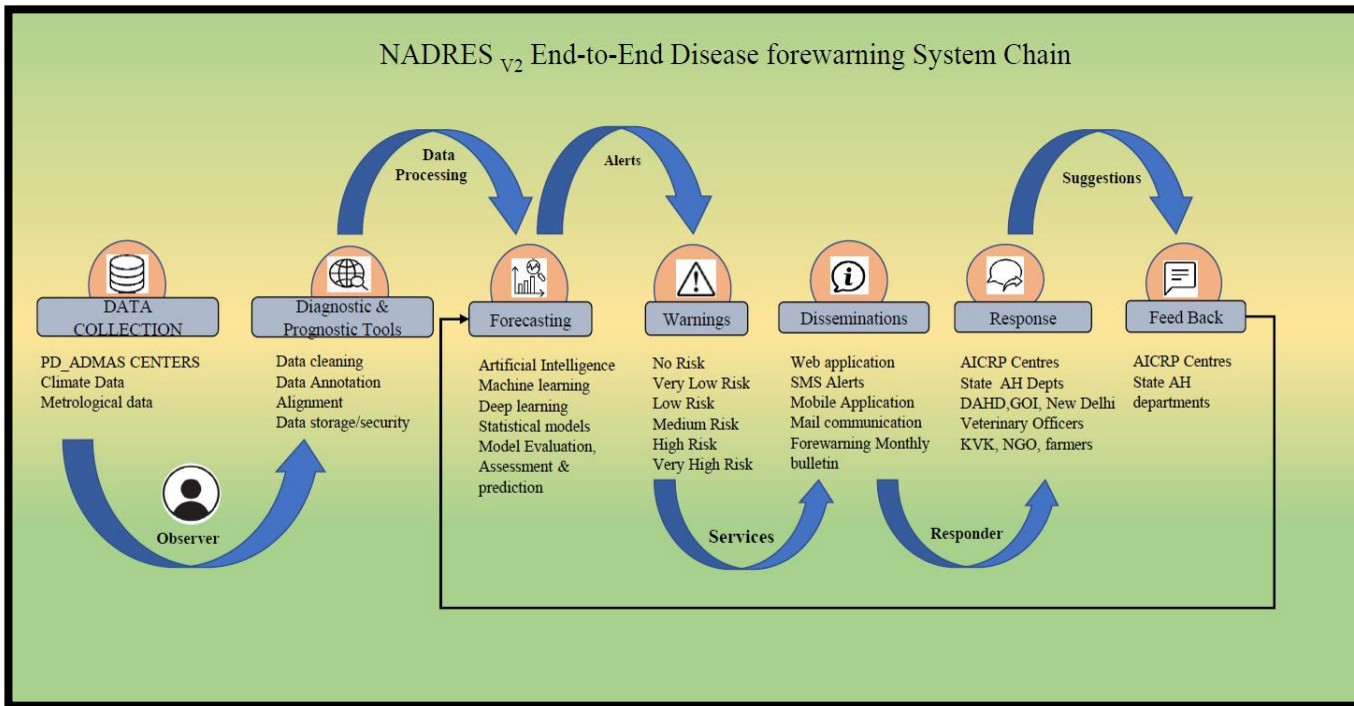 NADRES V2 End-to-End Disease forewarning System Chain
Data
Processing
Alerts
Suggestions
DATA
COLLECTION
PD_ADMAS CENTERS
Climate Data
Metrological data
Observer
Diagnostic &
Prognostic Tools
Data cleaning
Data Annotation
Alignment
Data storage/security
Forecasting
Artificial Intelligence
Machine learning
Deep learning
Statistical models
Model Evaluation,
Assessment &
prediction
Warnings
No Risk
Very Low Risk
Low Risk
Medium Risk
High Risk
Very High Risk
Services
Disseminations
Web application
SMS Alerts
Mobile Application
Mail communication
Forewarning Monthly
bulletin
Responder
Response
AICRP Centres
State AH Depts
DAHD,GOI, New Delhi
Veterinary Officers
KVK, NGO, farmers
Feed Back
AICRP Centres
State AH
departments